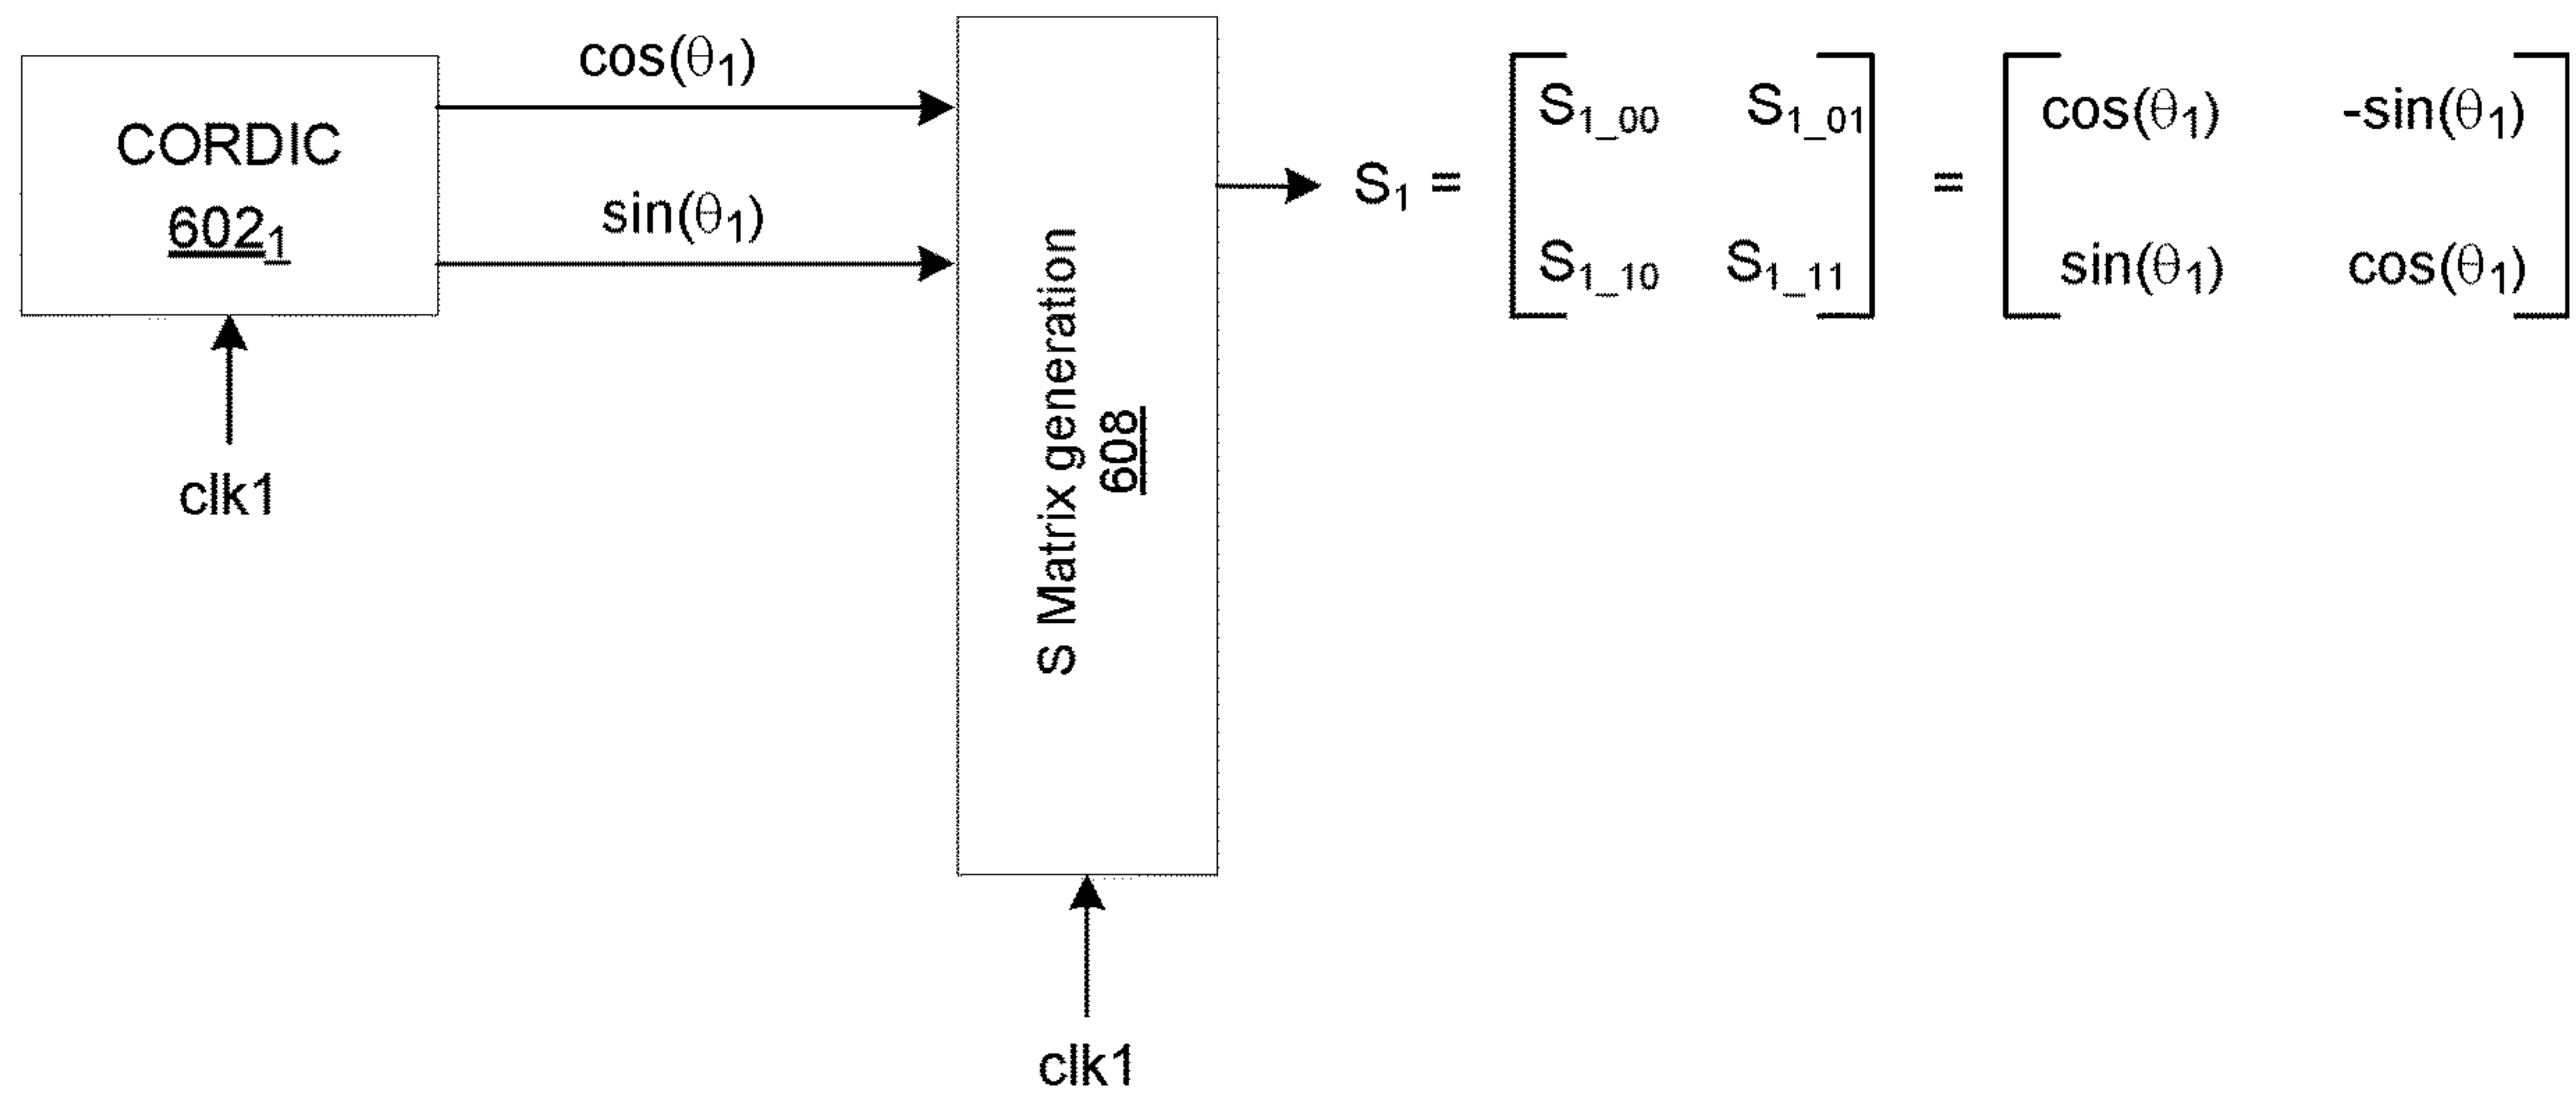 cos(θ1)
CORDIC
6021
sin(θ1)
clk1
S Matrix generation
608
clk1
S1 = [ S1_00 S1_01 = [ cos(θ1) -sin(θ1)
S1_10 S1_11 ] sin(θ1) cos(θ1) ]